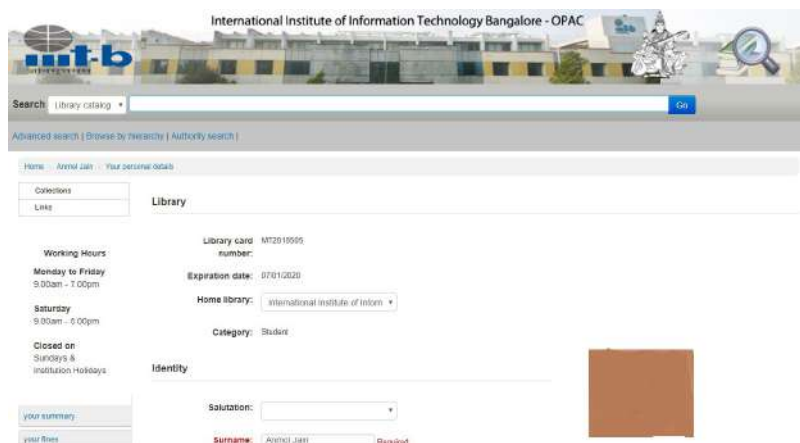 International Institute of Information Technology Bangalore - OPAC
iiit-b
Search Library catalog Go
Advanced search | Browse by hierarchy | Authority search |
Home Anmol Jain Your personal details
Collections
Links
Library
Library card number: MT2018505
Working Hours
Monday to Friday
9.00am - 7.00pm
Saturday
9.00am - 6.00pm
Closed on
Sundays &
Institution Holidays
Expiration date: 07/01/2020
Home library: International Institute of Inform
Category: Student
Identity
Salutation:
your summary
your fines
Surname: Anmol Jain Required